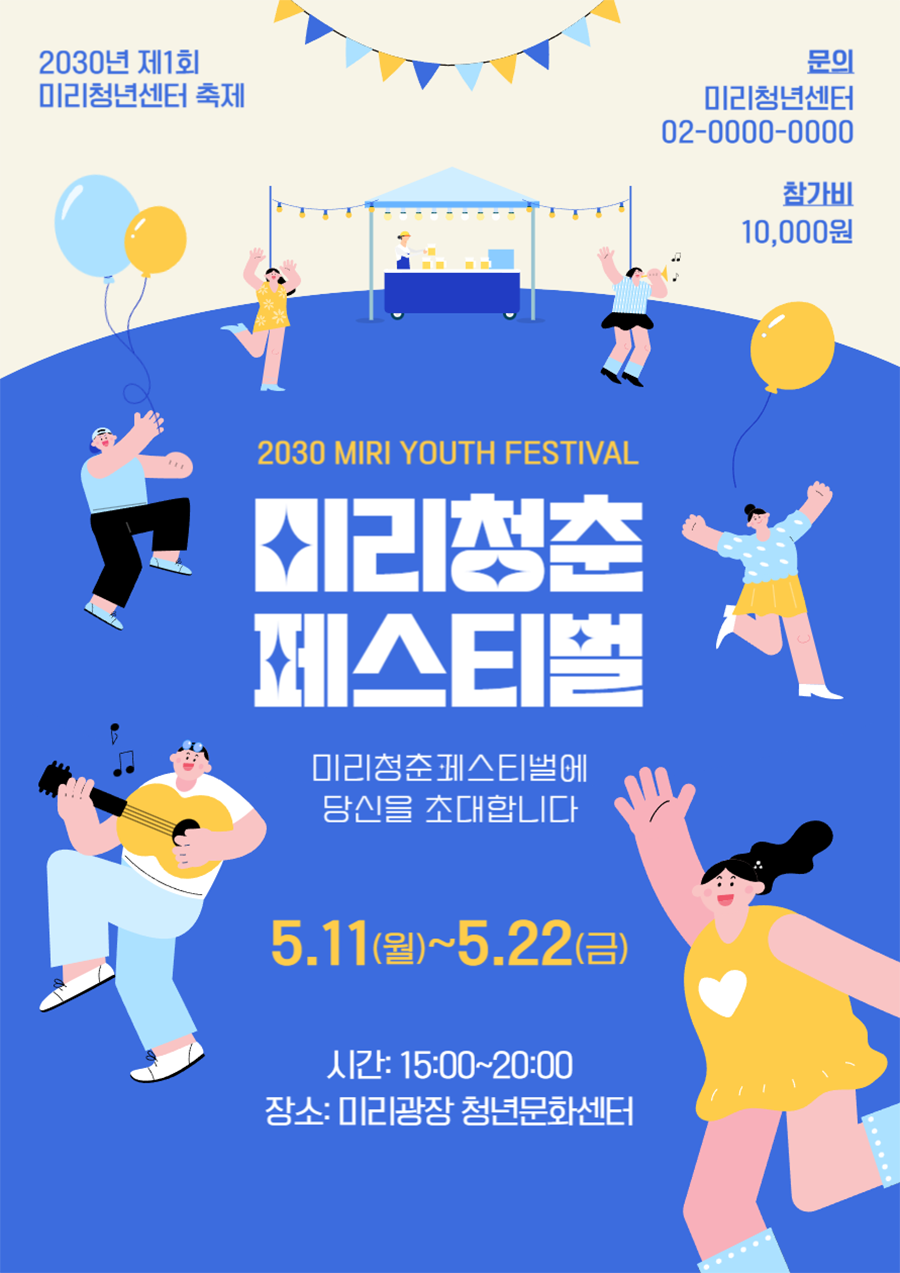 2030년 제1회
미리청년센터 축제
문의
미리청년센터
02-0000-0000
참가비
10,000원
2030 MIRI YOUTH FESTIVAL
미리청춘
페스티벌
미리청춘페스티벌에
당신을 초대합니다
5.11(월)~5.22(금)
시간: 15:00~20:00
장소: 미리광장 청년문화센터